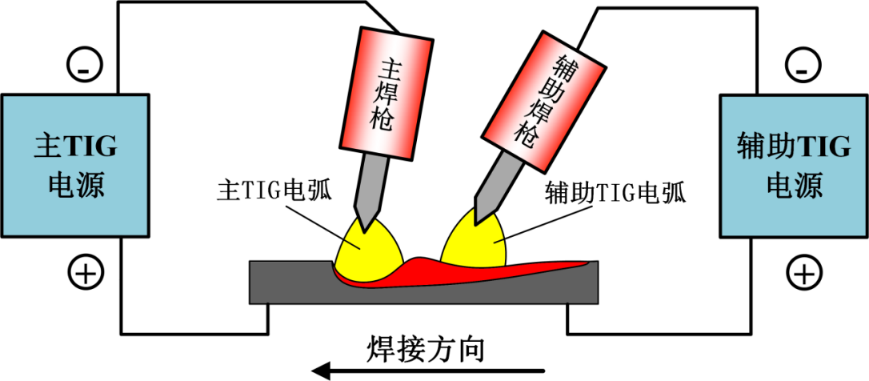 主焊枪
辅助焊枪
-
-
主TIG
电源
辅助TIG
电源
主TIG电弧
辅助TIG电弧
+
+
焊接方向